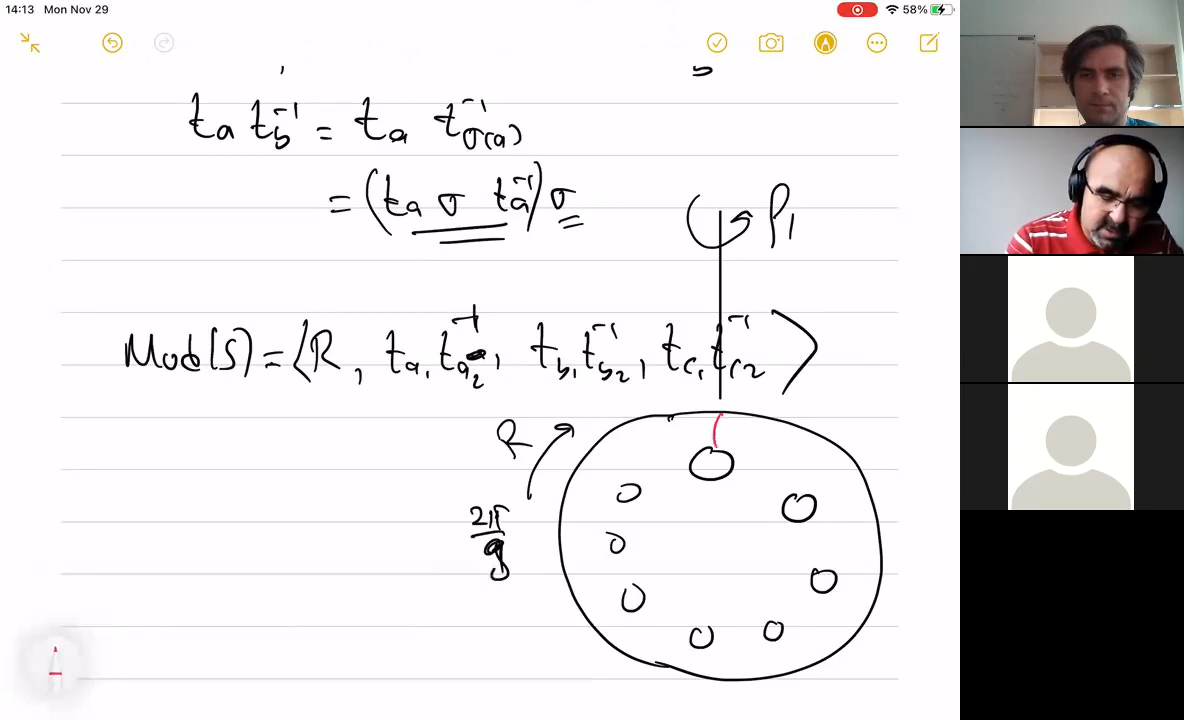 14:13 Mon Nov 29
58%
t_a t_b^{-1} = t_a t_{σ(a)}^{-1}
= (t_a σ t_a^{-1}) σ
ρ_1
Mod(S) = ⟨R, t_{a_1} t_{a_2}^{-1}, t_{b_1} t_{b_2}^{-1}, t_{c_1} t_{c_2}^{-1}⟩
R
2π/g